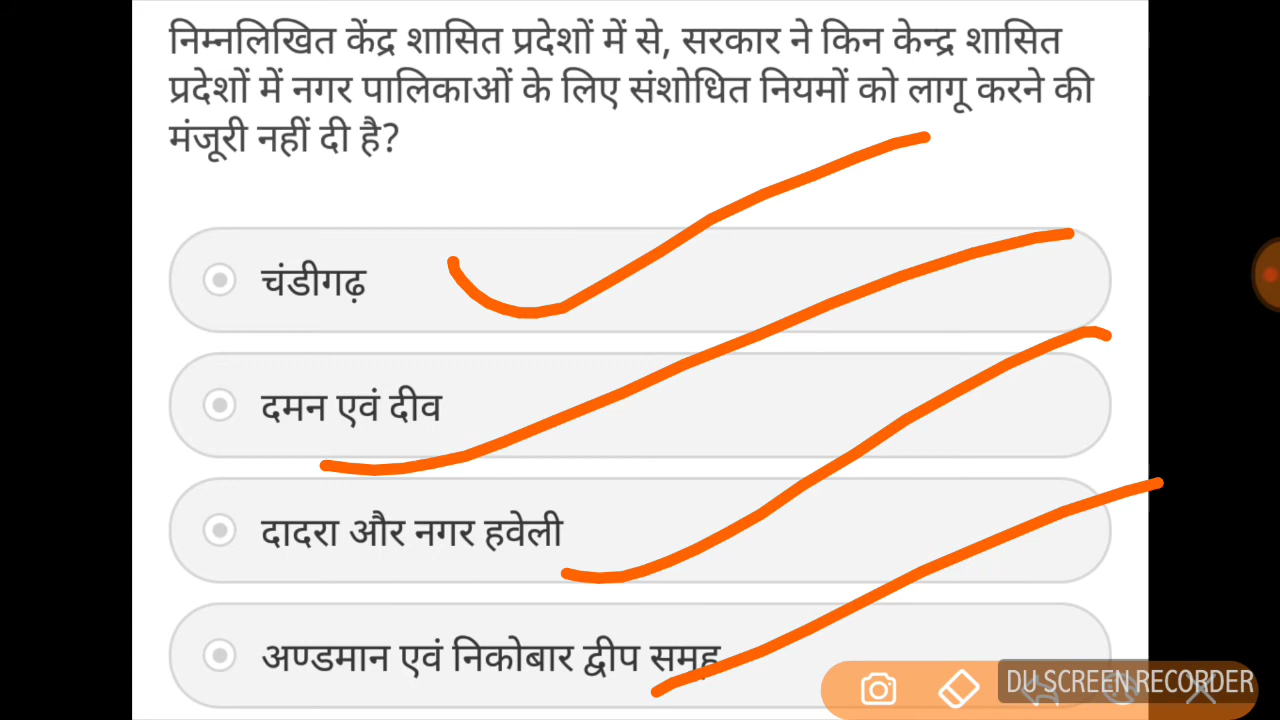 निम्नलिखित केंद्र शासित प्रदेशों में से, सरकार ने किन केन्द्र शासित
प्रदेशों में नगर पालिकाओं के लिए संशोधित नियमों को लागू करने की
मंजूरी नहीं दी है?
चंडीगढ़
दमन एवं दीव
दादरा और नगर हवेली
अण्डमान एवं निकोबार द्वीप समूह
DU SCREEN RECORDER